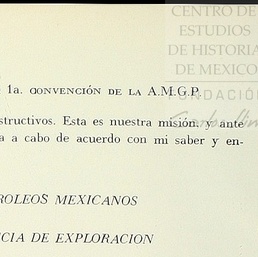 CENTRO DE
ESTUDIOS
DE HISTORIA
DE MEXICO
FUNDACIÓN
1a. CONVENCIÓN DE LA A.M.G.P.
structivos. Esta es nuestra misión, y ante
a a cabo de acuerdo con mi saber y en-
ROLEOS MEXICANOS
CIA DE EXPLORACION